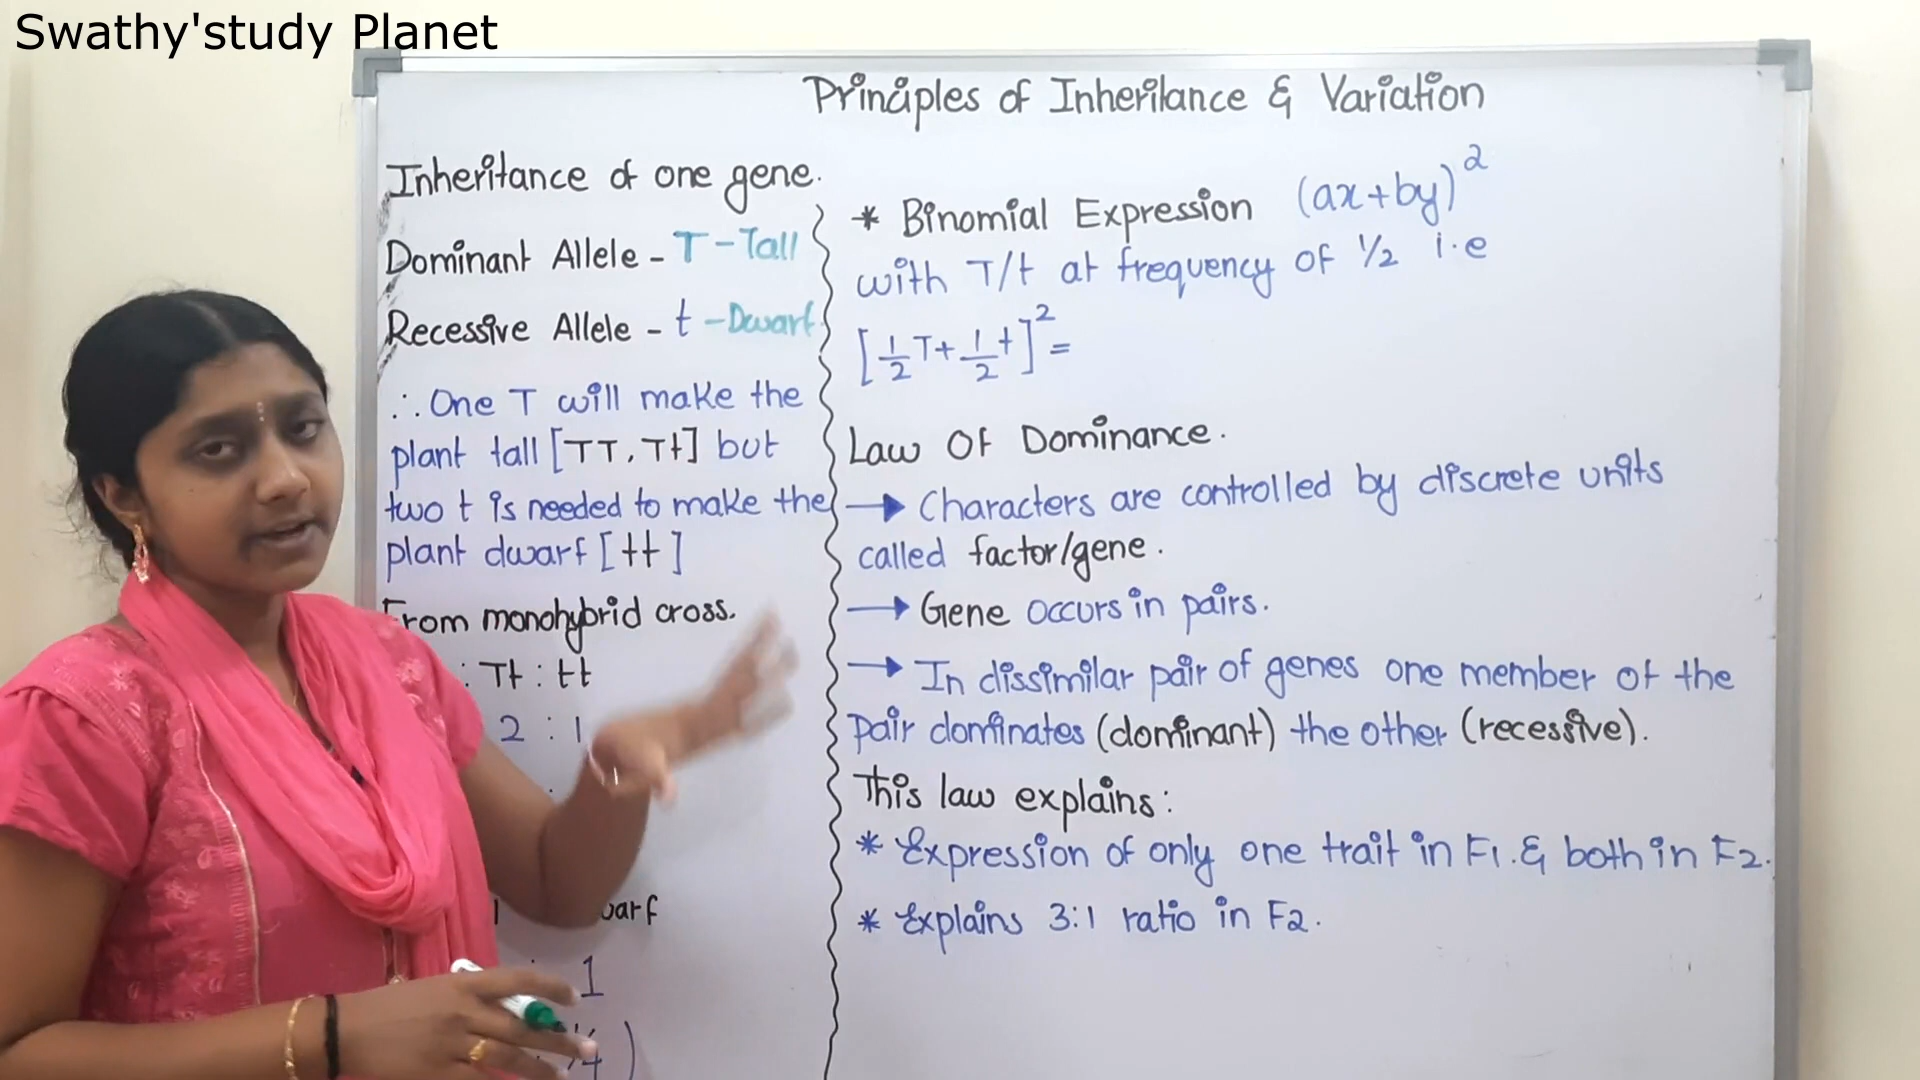 Swathy'study Planet
Principles of Inheritance & Variation
Inheritance of one gene.
Dominant Allele - T - Tall
Recessive Allele - t - Dwarf
∴ One T will make the
plant tall [TT, Tt] but
two t is needed to make the
plant dwarf [tt]
From monohybrid cross.
: Tt : tt
2 : 1
1
: 1
* Binomial Expression (ax+by)²
with T/t at frequency of ½ i.e
[1/2 T + 1/2 t]² =
Law Of Dominance.
→ Characters are controlled by discrete units
called factor/gene.
→ Gene occurs in pairs.
→ In dissimilar pair of genes one member of the
pair dominates (dominant) the other (recessive).
This law explains:
* Expression of only one trait in F1. & both in F2.
* Explains 3:1 ratio in F2.